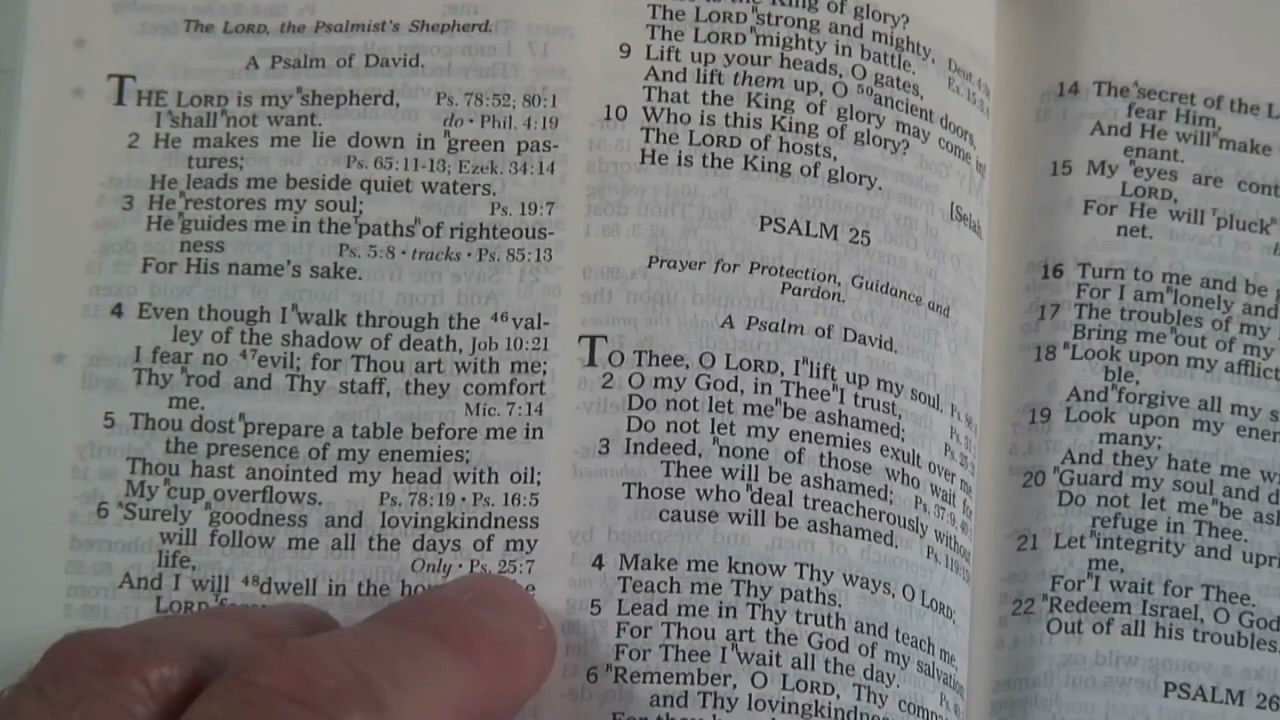 The LORD, the Psalmist's Shepherd.
A Psalm of David.
THE LORD is my "shepherd, Ps. 78:52; 80:1
I 'shall "not want. do · Phil. 4:19
2 He makes me lie down in "green pas-
tures; Ps. 65:11-13; Ezek. 34:14
He leads me beside quiet waters.
3 He "restores my soul; Ps. 19:7
He "guides me in the 'paths "of righteous-
ness Ps. 5:8 · tracks · Ps. 85:13
For His name's sake.
4 Even though I "walk through the 46val-
ley of the shadow of death, Job 10:21
I fear no 47evil; for Thou art with me;
Thy "rod and Thy staff, they comfort
me. Mic. 7:14
5 Thou dost "prepare a table before me in
the presence of my enemies;
Thou hast anointed my head with oil;
My "cup overflows. Ps. 78:19 · Ps. 16:5
6 'Surely "goodness and lovingkindness
will follow me all the days of my
life, Only · Ps. 25:7
And I will 48dwell in the
LORD
King of glory?
The LORD "strong and mighty,
The LORD "mighty in battle.
9 Lift up your heads, O gates,
And lift them up, O 50ancient doors,
That the King of glory may come in!
10 Who is this King of glory?
The LORD of hosts,
He is the King of glory.
[Selah.
PSALM 25
Prayer for Protection, Guidance and
Pardon.
A Psalm of David.
TO Thee, O LORD, I "lift up my soul.
2 O my God, in Thee "I trust,
Do not let me "be ashamed;
Do not let my enemies exult over me.
3 Indeed, "none of those who wait for
Thee will be ashamed;
Those who "deal treacherously without
cause will be ashamed.
4 Make me know Thy ways, O LORD;
Teach me Thy paths.
5 Lead me in Thy truth and teach me,
For Thou art the God of my salvation
For Thee I "wait all the day.
6 "Remember, O LORD, Thy
and Thy
14 The 'secret of the
fear Him,
And He will "make
enant.
15 My "eyes are
LORD,
For He will 'pluck"
net.
16 Turn to me and be
For I am "lonely and
17 The troubles of my
Bring me "out of my
18 "Look upon my
ble,
And "forgive all my
19 Look upon my
many;
And they hate me
20 "Guard my soul and
Do not let me "be
refuge in Thee.
21 Let "integrity and
me,
For "I wait for Thee.
22 "Redeem Israel, O God
Out of all his troubles.
PSALM 26